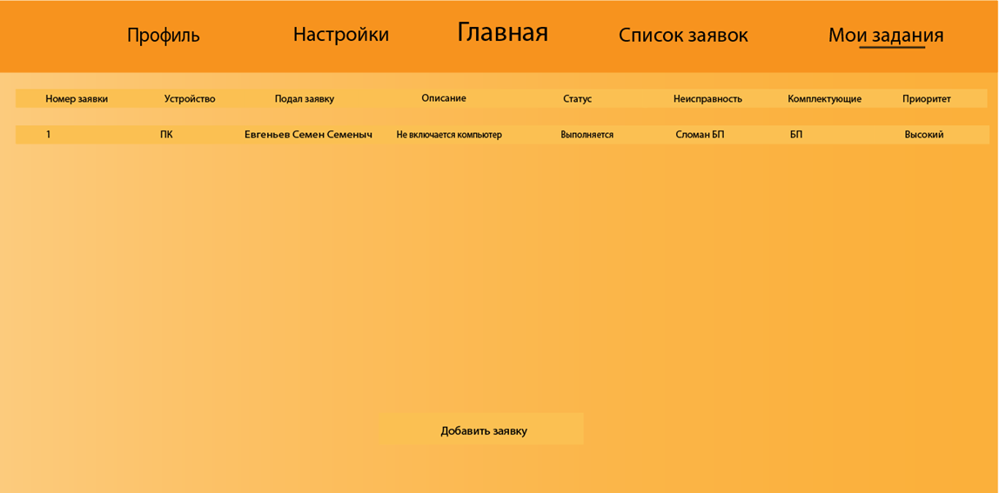 Профиль Настройки Главная Список заявок Мои задания
Номер заявки Устройство Подал заявку Описание Статус Неисправность Комплектующие Приоритет
1 ПК Евгеньев Семен Семеныч Не включается компьютер Выполняется Сломан БП БП Высокий
Добавить заявку